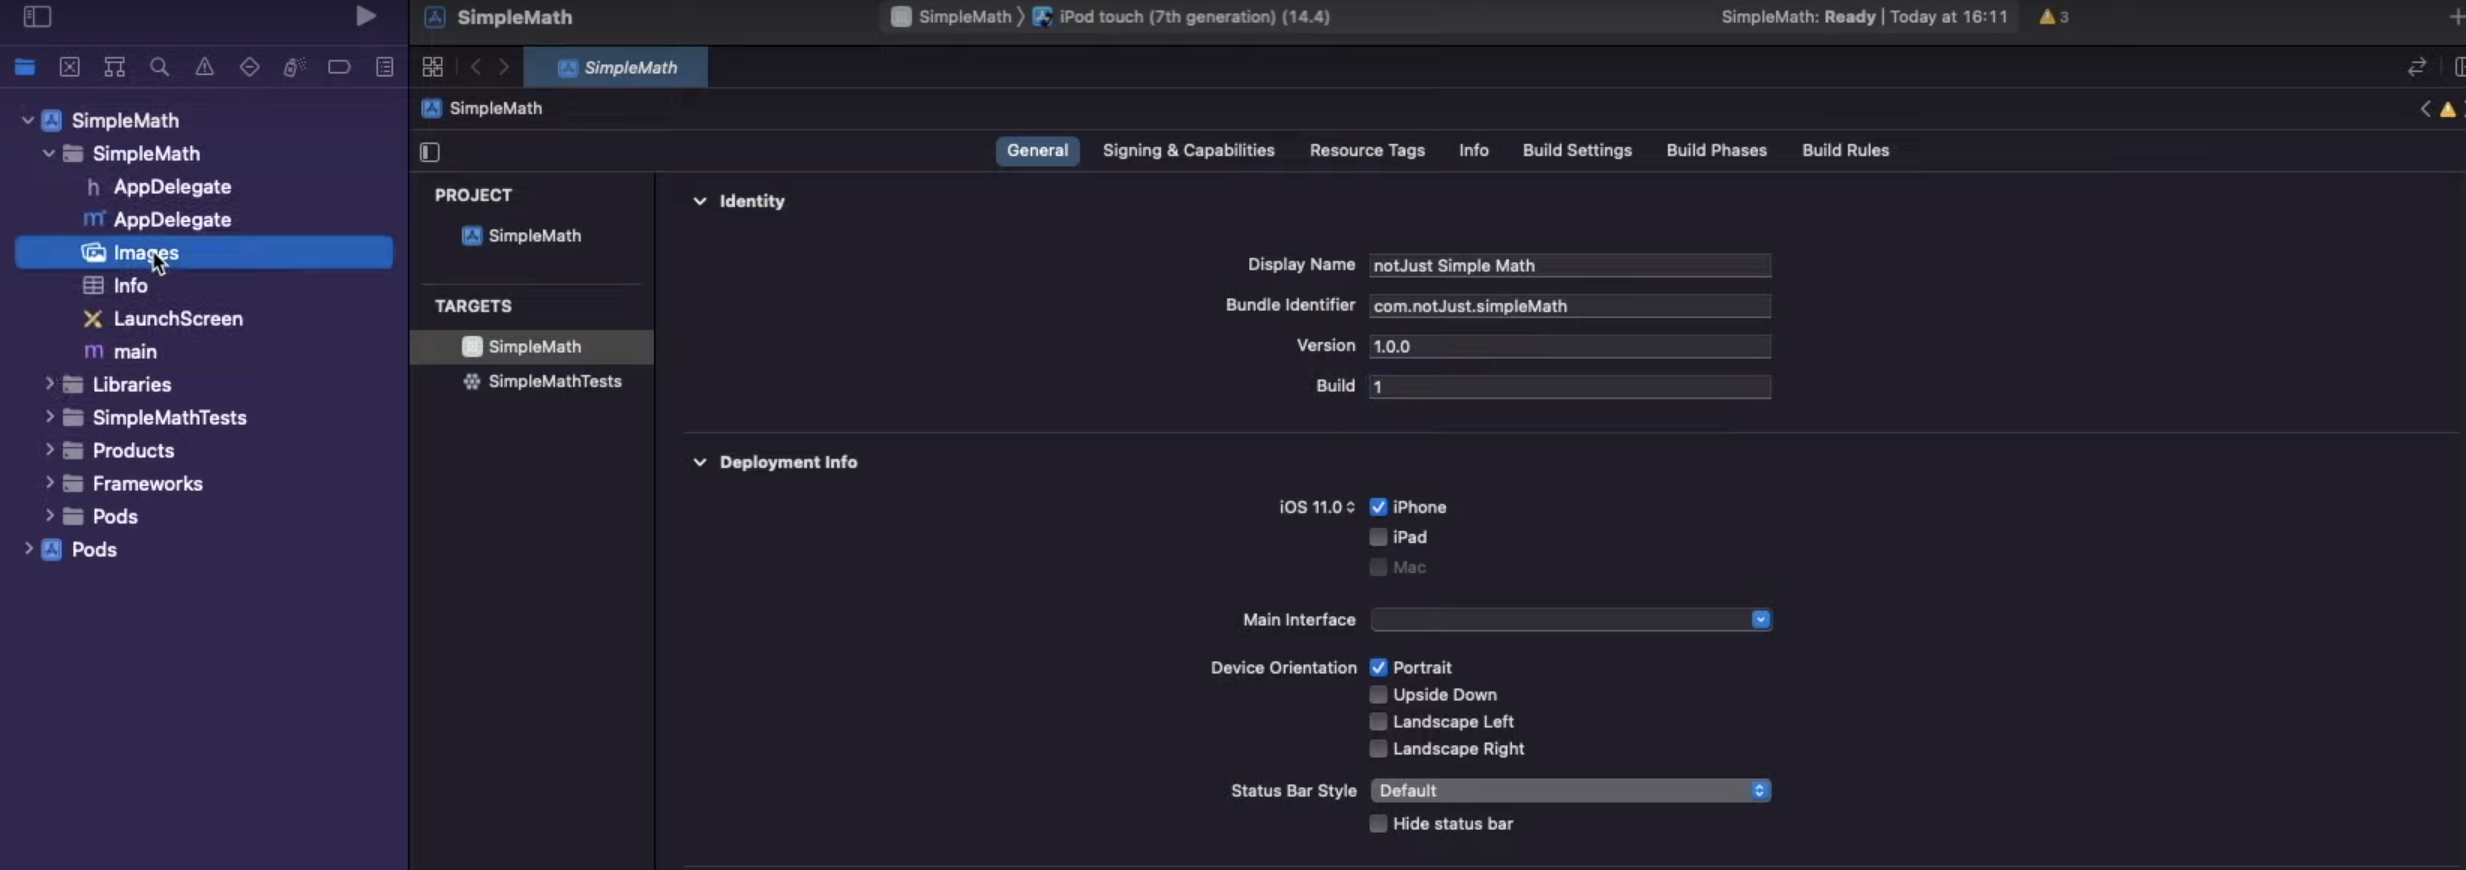 SimpleMath
SimpleMath
iPod touch (7th generation) (14.4)
SimpleMath: Ready | Today at 16:11
3
SimpleMath
SimpleMath
SimpleMath
SimpleMath
h AppDelegate
m AppDelegate
Images
Info
LaunchScreen
m main
Libraries
SimpleMathTests
Products
Frameworks
Pods
Pods
General
Signing & Capabilities
Resource Tags
Info
Build Settings
Build Phases
Build Rules
PROJECT
SimpleMath
TARGETS
SimpleMath
SimpleMathTests
Identity
Display Name notJust Simple Math
Bundle Identifier com.notJust.simpleMath
Version 1.0.0
Build 1
Deployment Info
iOS 11.0 iPhone
iPad
Mac
Main Interface
Device Orientation Portrait
Upside Down
Landscape Left
Landscape Right
Status Bar Style Default
Hide status bar